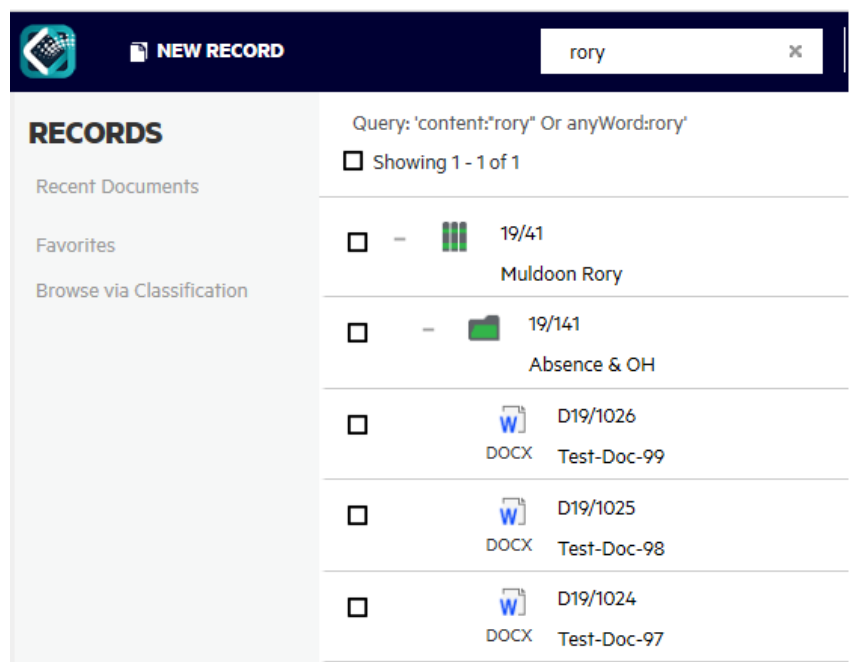 NEW RECORD
rory
RECORDS
Recent Documents
Favorites
Browse via Classification
Query: 'content:"rory" Or anyWord:rory'
Showing 1 - 1 of 1
19/41
Muldoon Rory
19/141
Absence & OH
D19/1026
DOCX Test-Doc-99
D19/1025
DOCX Test-Doc-98
D19/1024
DOCX Test-Doc-97